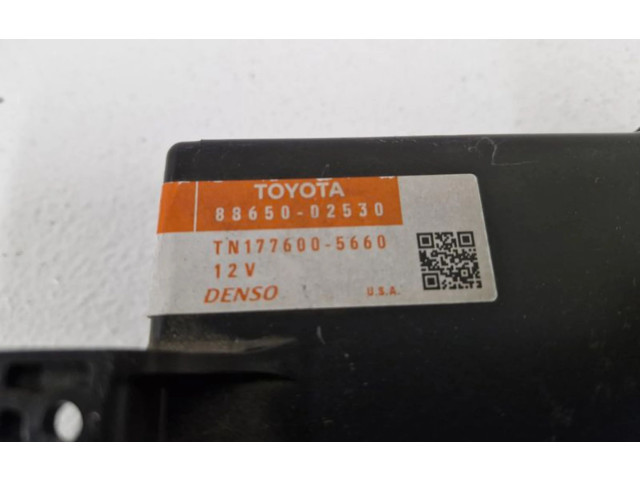 TOYOTA
88650-02530
TN177600-5660
12V
DENSO U.S.A.